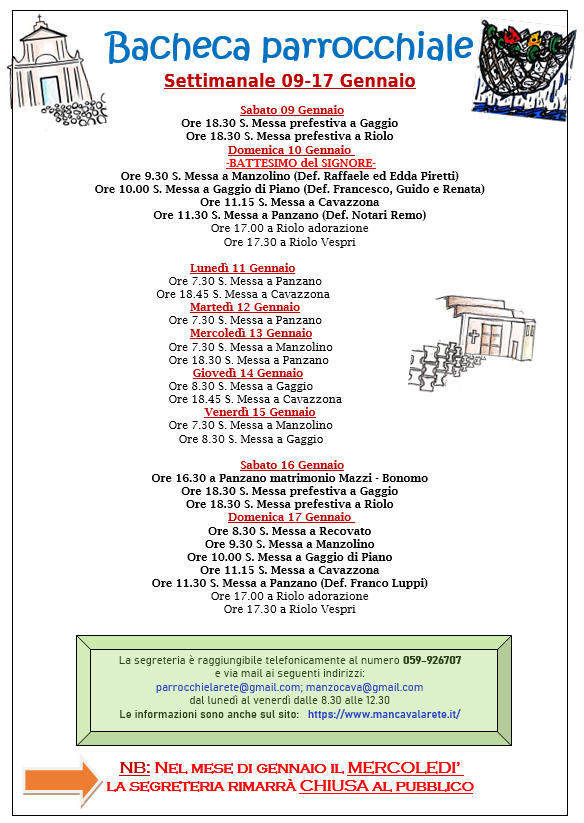 Bacheca parrocchiale
Settimanale 09-17 Gennaio
Sabato 09 Gennaio
Ore 18.30 S. Messa prefestiva a Gaggio
Ore 18.30 S. Messa prefestiva a Riolo
Domenica 10 Gennaio
-BATTESIMO del SIGNORE-
Ore 9.30 S. Messa a Manzolino (Def. Raffaele ed Edda Piretti)
Ore 10.00 S. Messa a Gaggio di Piano (Def. Francesco, Guido e Renata)
Ore 11.15 S. Messa a Cavazzona
Ore 11.30 S. Messa a Panzano (Def. Notari Remo)
Ore 17.00 a Riolo adorazione
Ore 17.30 a Riolo Vespri
Lunedì 11 Gennaio
Ore 7.30 S. Messa a Panzano
Ore 18.45 S. Messa a Cavazzona
Martedì 12 Gennaio
Ore 7.30 S. Messa a Panzano
Mercoledì 13 Gennaio
Ore 7.30 S. Messa a Manzolino
Ore 18.30 S. Messa a Panzano
Giovedì 14 Gennaio
Ore 8.30 S. Messa a Gaggio
Ore 18.45 S. Messa a Cavazzona
Venerdì 15 Gennaio
Ore 7.30 S. Messa a Manzolino
Ore 8.30 S. Messa a Gaggio
Sabato 16 Gennaio
Ore 16.30 a Panzano matrimonio Mazzi - Bonomo
Ore 18.30 S. Messa prefestiva a Gaggio
Ore 18.30 S. Messa prefestiva a Riolo
Domenica 17 Gennaio
Ore 8.30 S. Messa a Recovato
Ore 9.30 S. Messa a Manzolino
Ore 10.00 S. Messa a Gaggio di Piano
Ore 11.15 S. Messa a Cavazzona
Ore 11.30 S. Messa a Panzano (Def. Franco Luppi)
Ore 17.00 a Riolo adorazione
Ore 17.30 a Riolo Vespri
La segreteria è raggiungibile telefonicamente al numero 059-926707
e via mail ai seguenti indirizzi:
parrocchielarete@gmail.com; manzocava@gmail.com
dal lunedì al venerdì dalle 8.30 alle 12.30
Le informazioni sono anche sul sito: https://www.mancavalarete.it/
NB: NEL MESE DI GENNAIO IL MERCOLEDI'
LA SEGRETERIA RIMARRÀ CHIUSA AL PUBBLICO